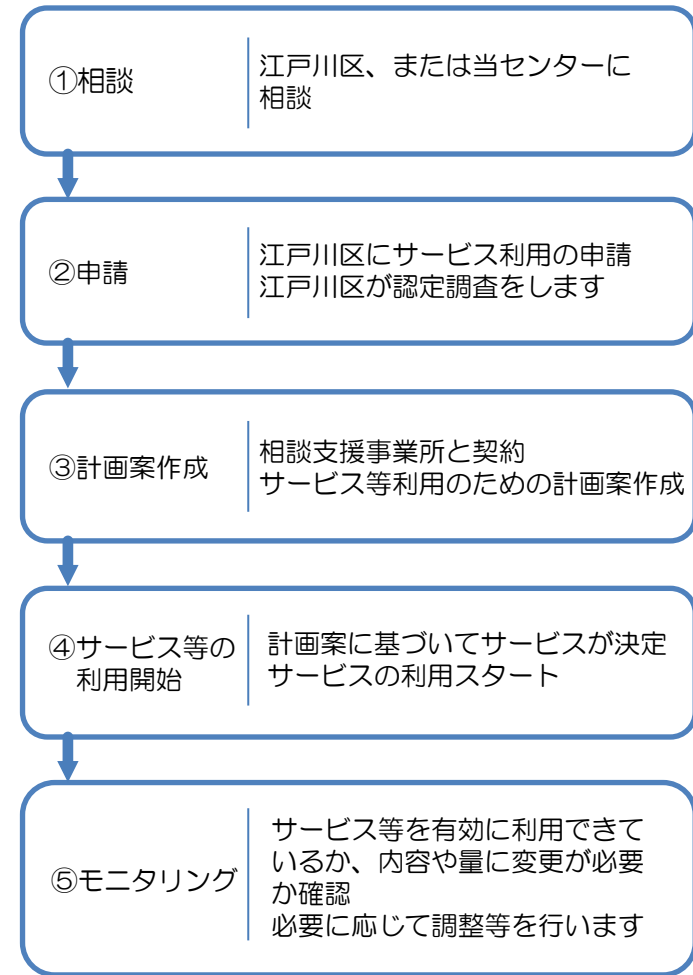 ①相談
江戸川区、または当センターに
相談
②申請
江戸川区にサービス利用の申請
江戸川区が認定調査をします
③計画案作成
相談支援事業所と契約
サービス等利用のための計画案作成
④サービス等の
利用開始
計画案に基づいてサービスが決定
サービスの利用スタート
⑤モニタリング
サービス等を有効に利用できて
いるか、内容や量に変更が必要
か確認
必要に応じて調整等を行います